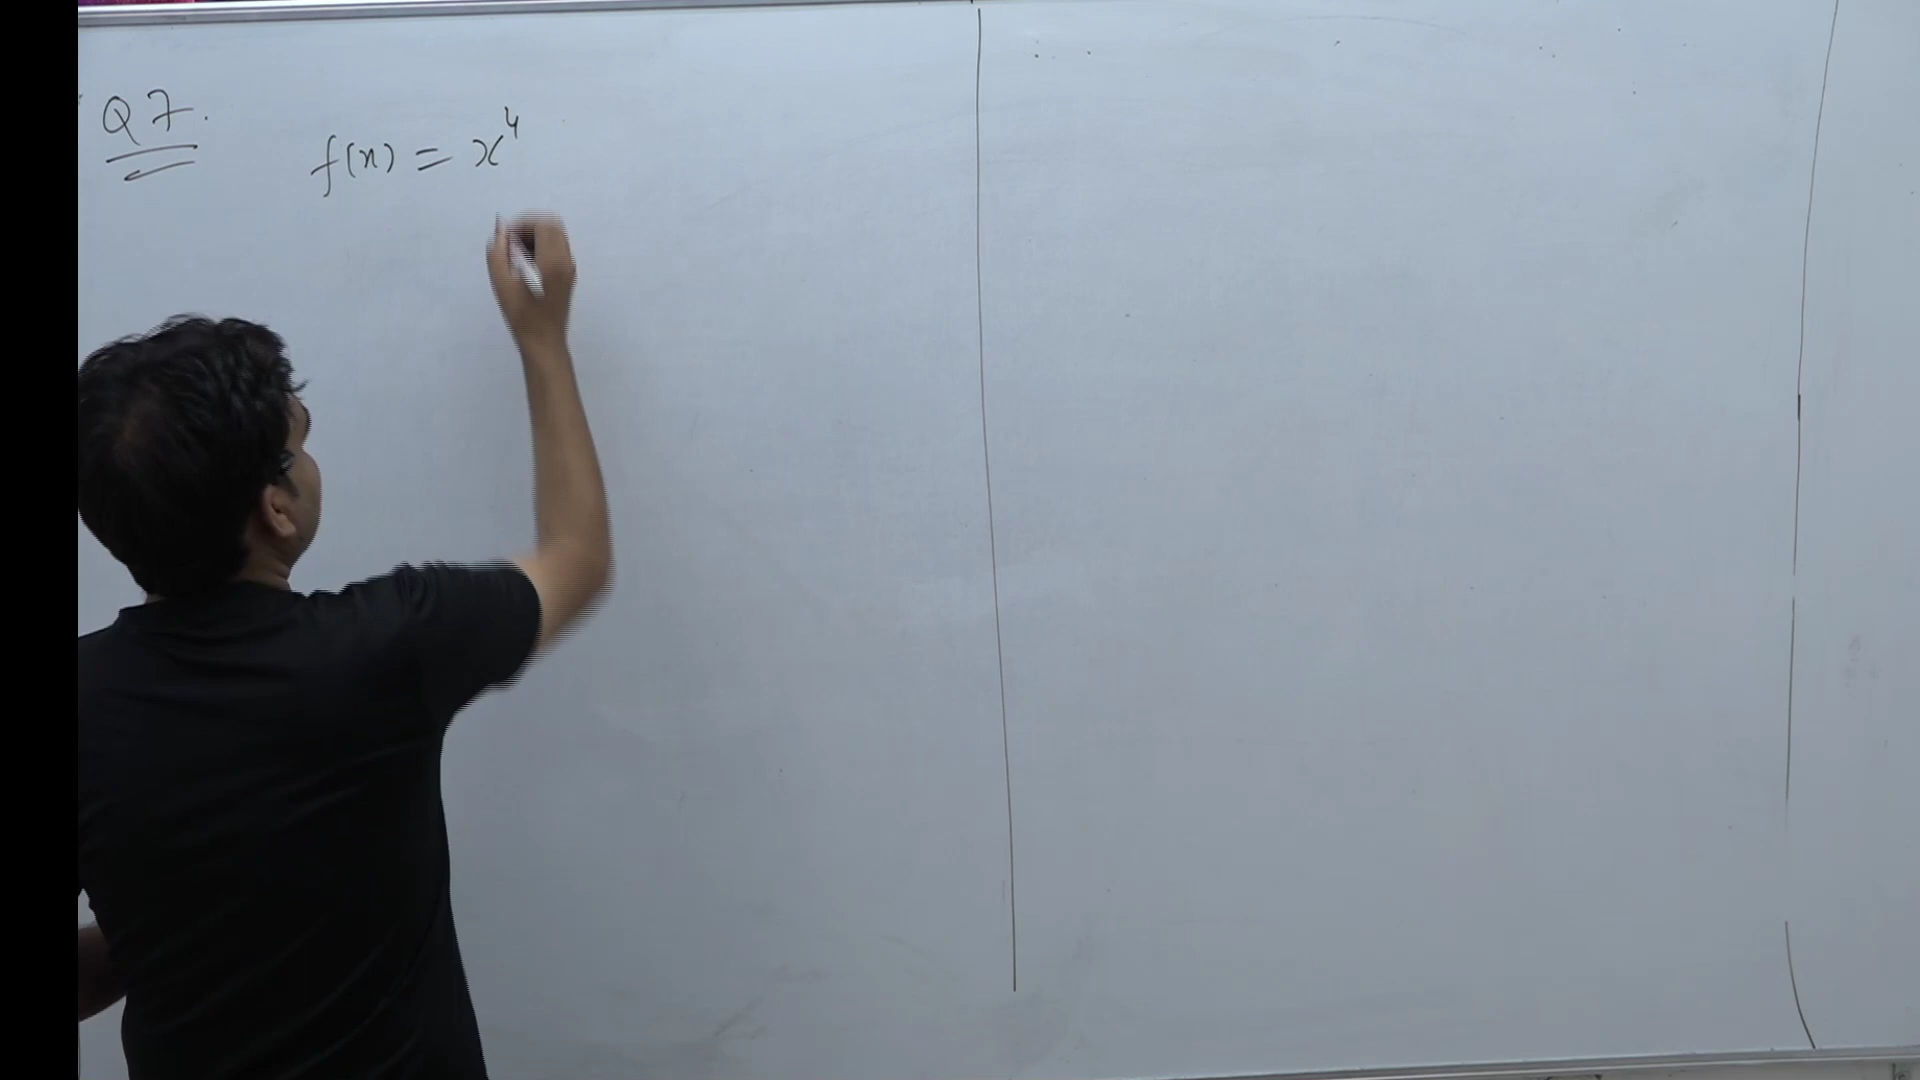 Q7.
f(x) = x⁴